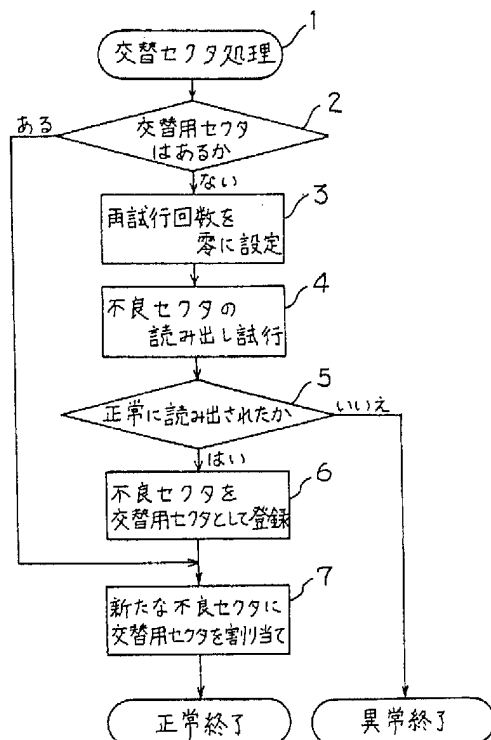 交替セクタ処理
1
交替用セクタ
はあるか
2
ある
ない
再試行回数を
零に設定
3
不良セクタの
読み出し試行
4
正常に読み出されたか
5
いいえ
はい
不良セクタを
交替用セクタとして登録
6
新たな不良セクタに
交替用セクタを割り当て
7
正常終了
異常終了